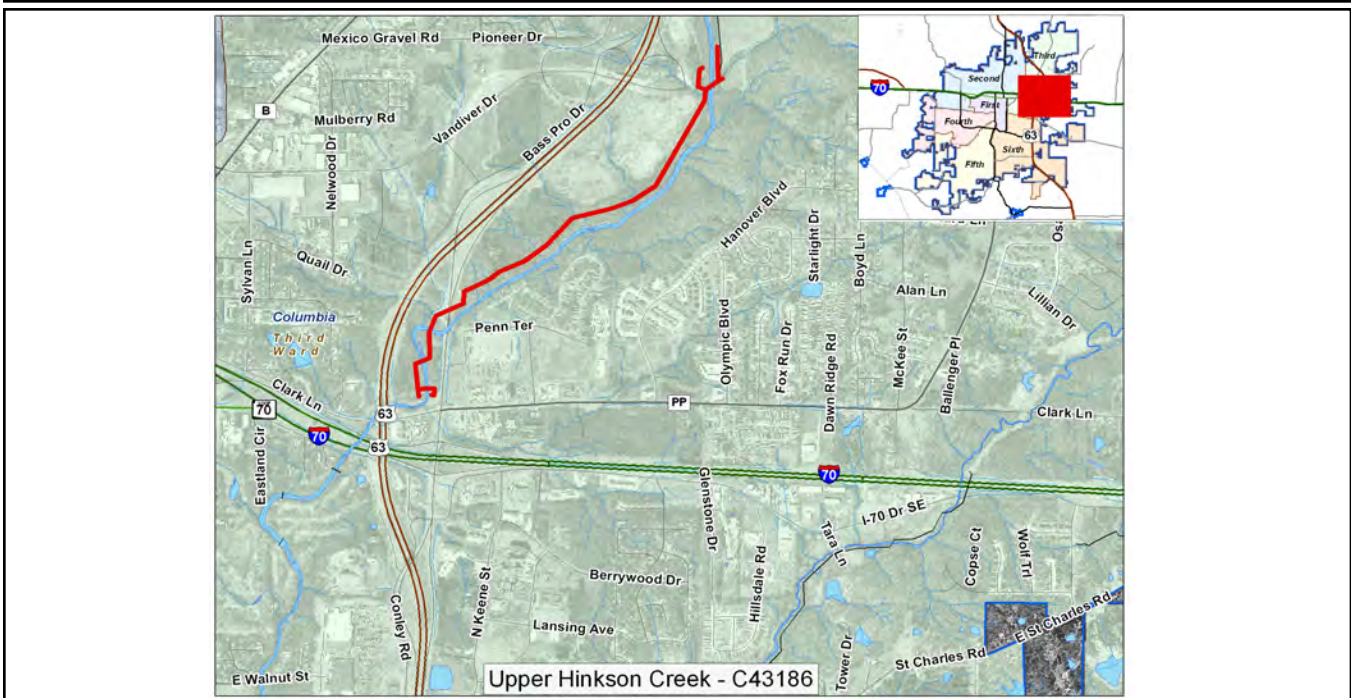 Mexico Gravel Rd
Pioneer Dr
B
Mulberry Rd
Vandiver Dr
Bass Pro Dr
Nelwood Dr
Sylvan Ln
Quail Dr
Columbia
Third
Ward
Clark Ln
70
Eastland Cir
70
63
63
Penn Ter
Hanover Blvd
Starlight Dr
Boyd Ln
Alan Ln
Lillian Dr
Olympic Blvd
Fox Run Dr
Dawn Ridge Rd
McKee St
Ballenger Pl
PP
Clark Ln
70
I-70 Dr SE
Glenstone Dr
Tara Ln
Copse Ct
Wolf Trl
Hillsdale Rd
Berrywood Dr
N Keene St
Conley Rd
Lansing Ave
E Walnut St
Tower Dr
St Charles Rd
E St Charles Rd
Upper Hinkson Creek - C43186
70
Second
Third
First
Fourth
63
Sixth
Fifth